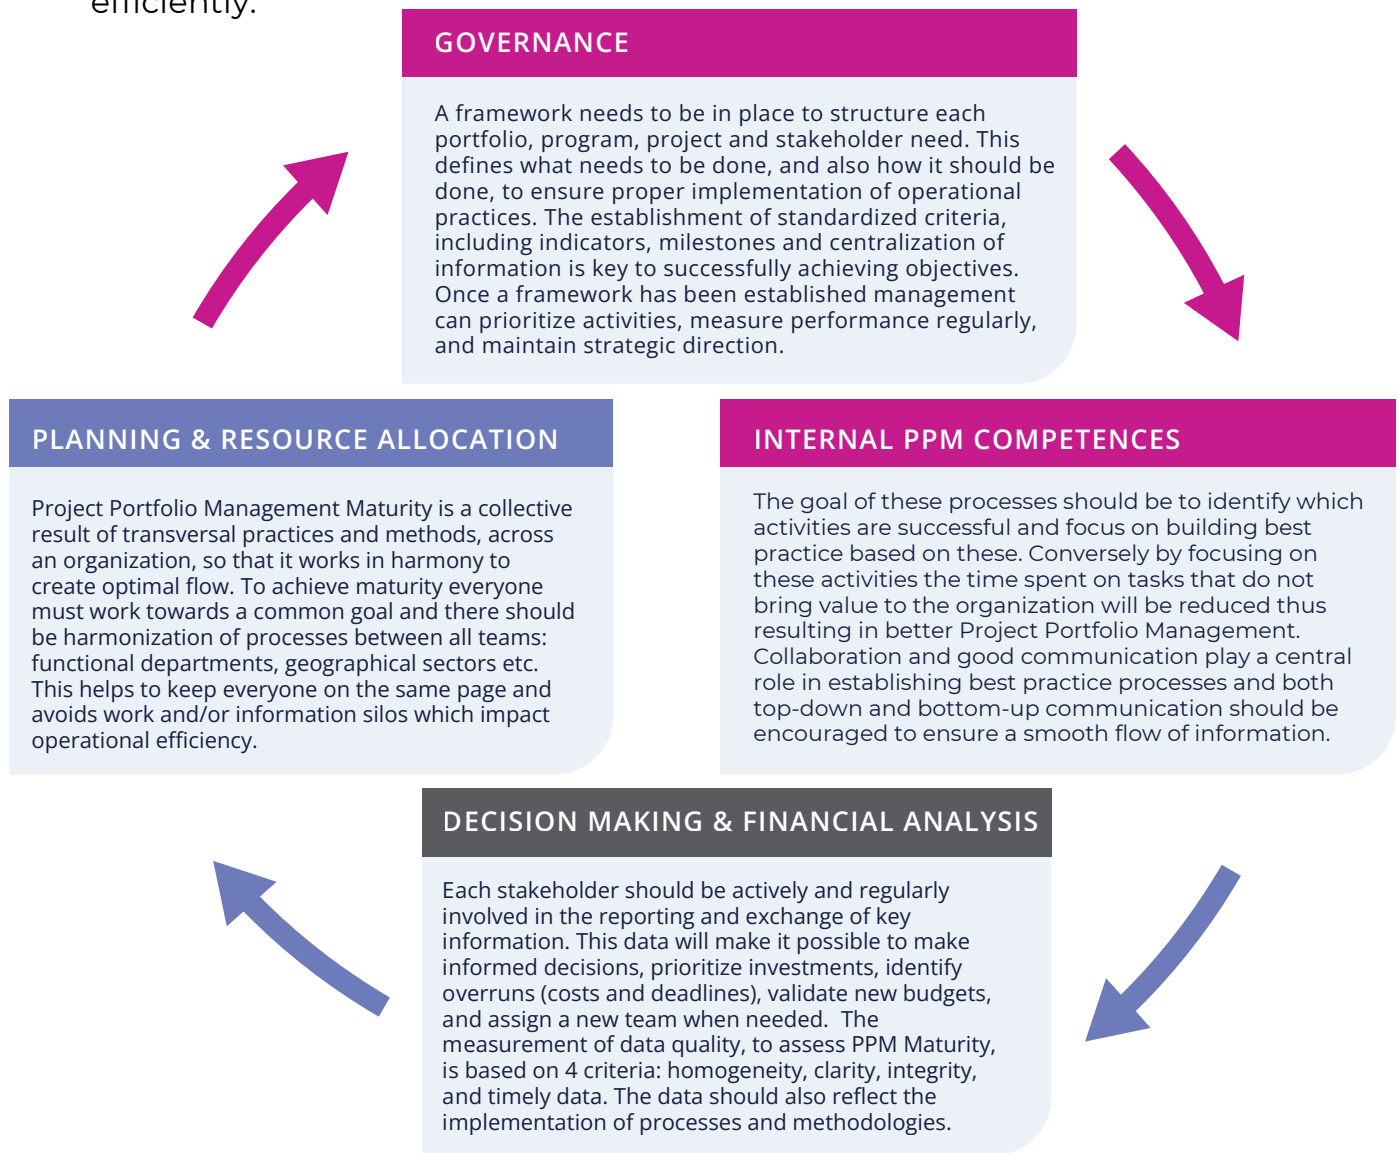 efficiently.
GOVERNANCE
A framework needs to be in place to structure each
portfolio, program, project and stakeholder need. This
defines what needs to be done, and also how it should be
done, to ensure proper implementation of operational
practices. The establishment of standardized criteria,
including indicators, milestones and centralization of
information is key to successfully achieving objectives.
Once a framework has been established management
can prioritize activities, measure performance regularly,
and maintain strategic direction.
PLANNING & RESOURCE ALLOCATION
Project Portfolio Management Maturity is a collective
result of transversal practices and methods, across
an organization, so that it works in harmony to
create optimal flow. To achieve maturity everyone
must work towards a common goal and there should
be harmonization of processes between all teams:
functional departments, geographical sectors etc.
This helps to keep everyone on the same page and
avoids work and/or information silos which impact
operational efficiency.
INTERNAL PPM COMPETENCES
The goal of these processes should be to identify which
activities are successful and focus on building best
practice based on these. Conversely by focusing on
these activities the time spent on tasks that do not
bring value to the organization will be reduced thus
resulting in better Project Portfolio Management.
Collaboration and good communication play a central
role in establishing best practice processes and both
top-down and bottom-up communication should be
encouraged to ensure a smooth flow of information.
DECISION MAKING & FINANCIAL ANALYSIS
Each stakeholder should be actively and regularly
involved in the reporting and exchange of key
information. This data will make it possible to make
informed decisions, prioritize investments, identify
overruns (costs and deadlines), validate new budgets,
and assign a new team when needed.  The
measurement of data quality, to assess PPM Maturity,
is based on 4 criteria: homogeneity, clarity, integrity,
and timely data. The data should also reflect the
implementation of processes and methodologies.